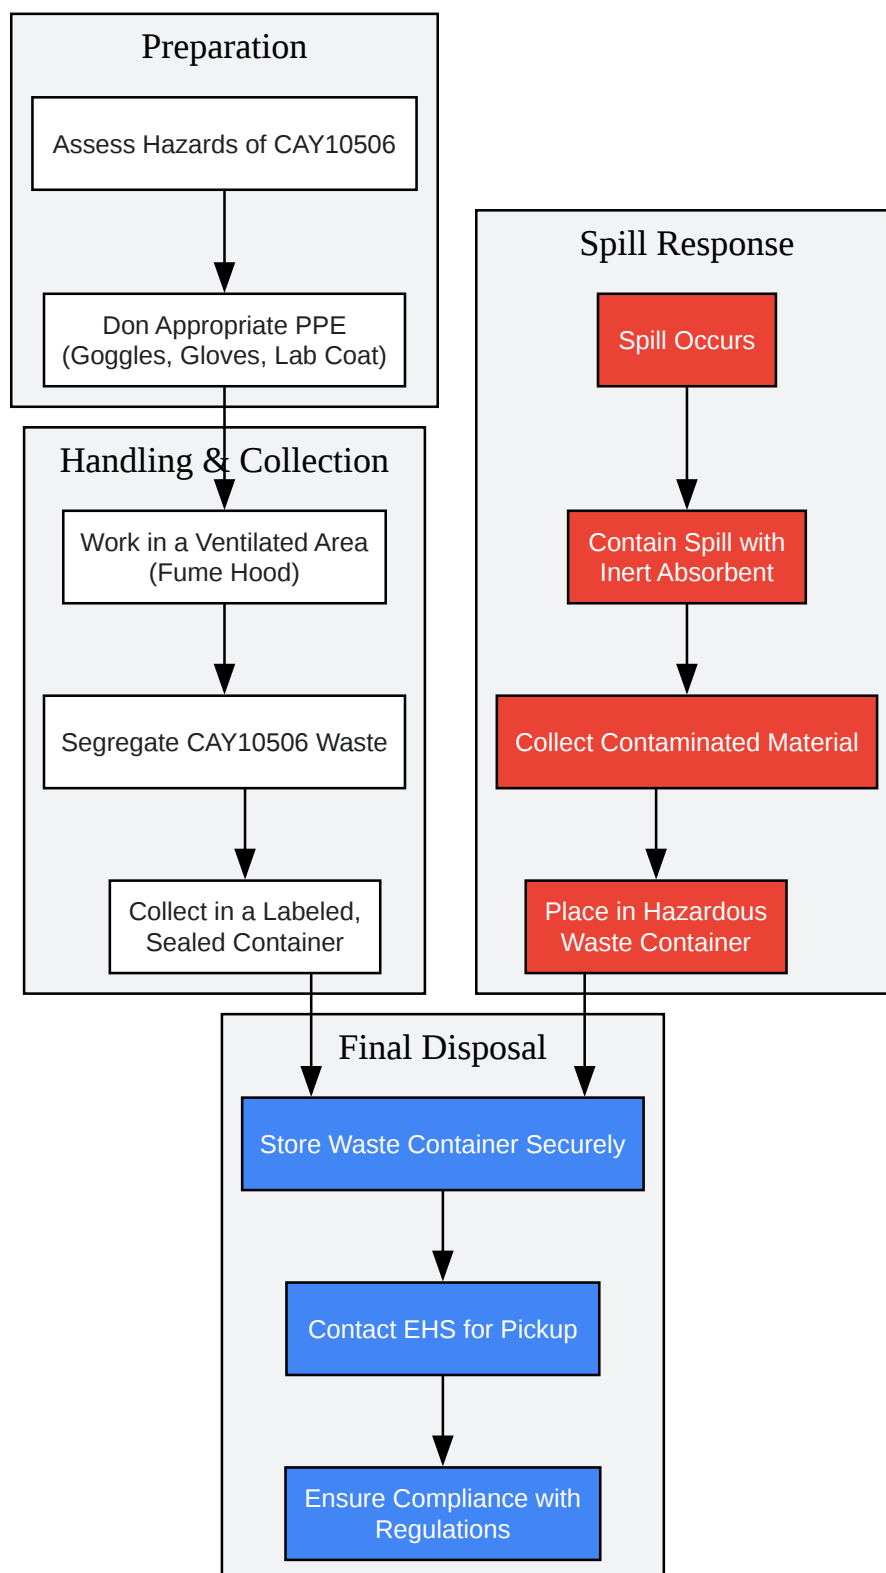 Preparation
Assess Hazards of CAY10506
Don Appropriate PPE
(Goggles, Gloves, Lab Coat)
Handling & Collection
Work in a Ventilated Area
(Fume Hood)
Segregate CAY10506 Waste
Collect in a Labeled,
Sealed Container
Spill Response
Spill Occurs
Contain Spill with
Inert Absorbent
Collect Contaminated Material
Place in Hazardous
Waste Container
Final Disposal
Store Waste Container Securely
Contact EHS for Pickup
Ensure Compliance with
Regulations